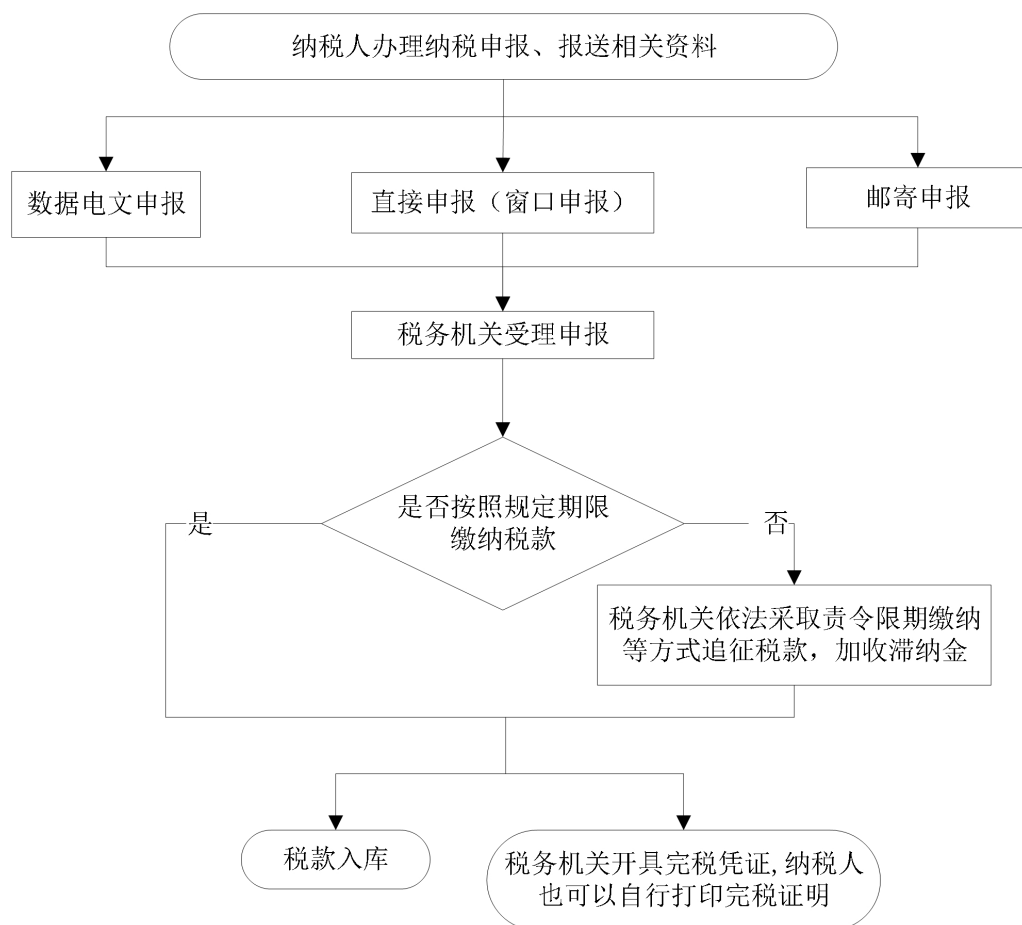 纳税人办理纳税申报、报送相关资料
数据电文申报
直接申报（窗口申报）
邮寄申报
税务机关受理申报
是否按照规定期限
缴纳税款
是
否
税务机关依法采取责令限期缴纳
等方式追征税款，加收滞纳金
税款入库
税务机关开具完税凭证,纳税人
也可以自行打印完税证明